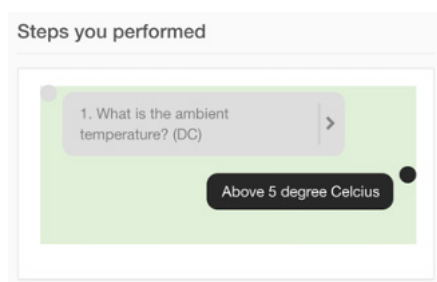 Steps you performed
1. What is the ambient
temperature? (DC)
Above 5 degree Celcius